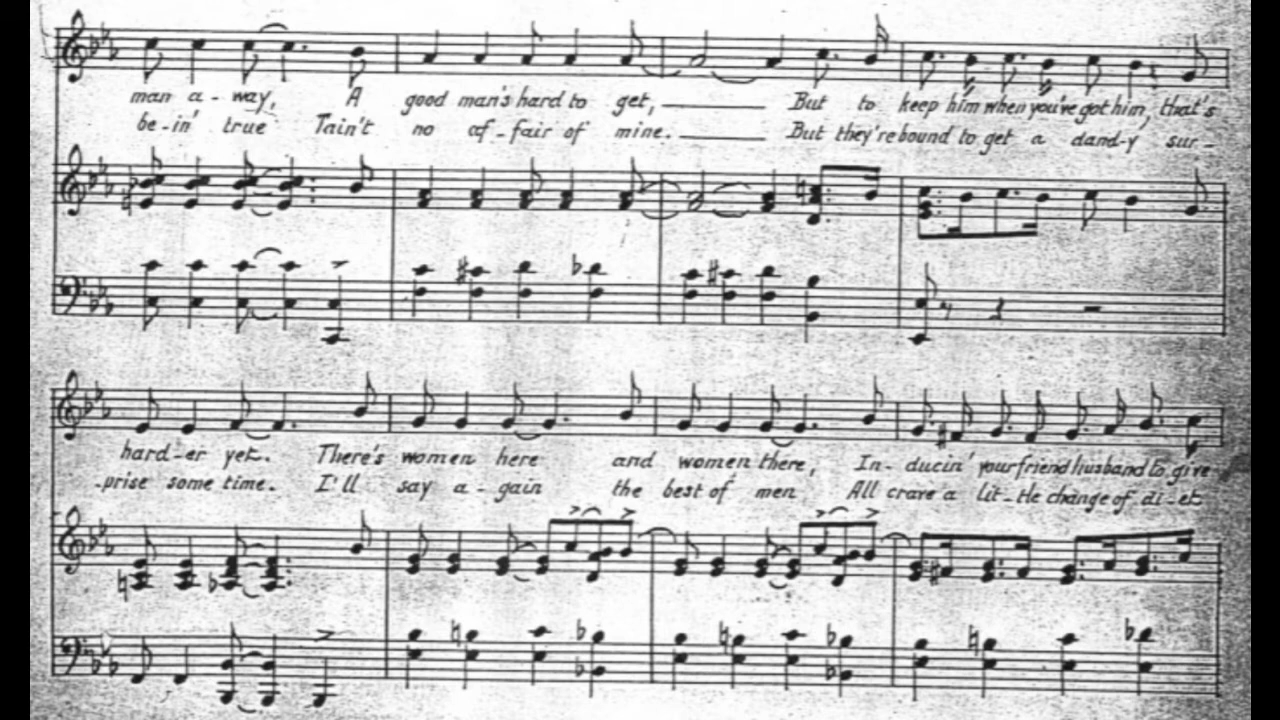 man a-way, A good man's hard to get, But to keep him when you've got him, that's
be-in' true 'Tain't no af-fair of mine. But they're bound to get a dand-y sur-
hard-er yet. There's women here and women there, In-ducin' your friend husband to give
-prise some time. I'll say a-gain the best of men All crave a lit-tle change of di-et